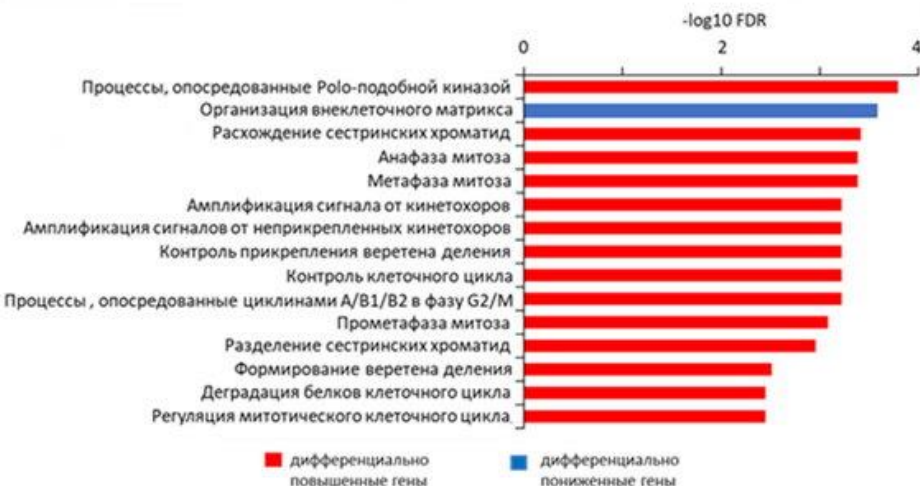 -log10 FDR
0 2 4
Процессы, опосредованные Polo-подобной киназой
Организация внеклеточного матрикса
Расхождение сестринских хроматид
Анафаза митоза
Метафаза митоза
Амплификация сигнала от кинетохоров
Амплификация сигналов от неприкрепленных кинетохоров
Контроль прикрепления веретена деления
Контроль клеточного цикла
Процессы , опосредованные циклинами A/B1/B2 в фазу G2/M
Прометафаза митоза
Разделение сестринских хроматид
Формирование веретена деления
Деградация белков клеточного цикла
Регуляция митотического клеточного цикла
дифференциально
повышенные гены
дифференциально
пониженные гены